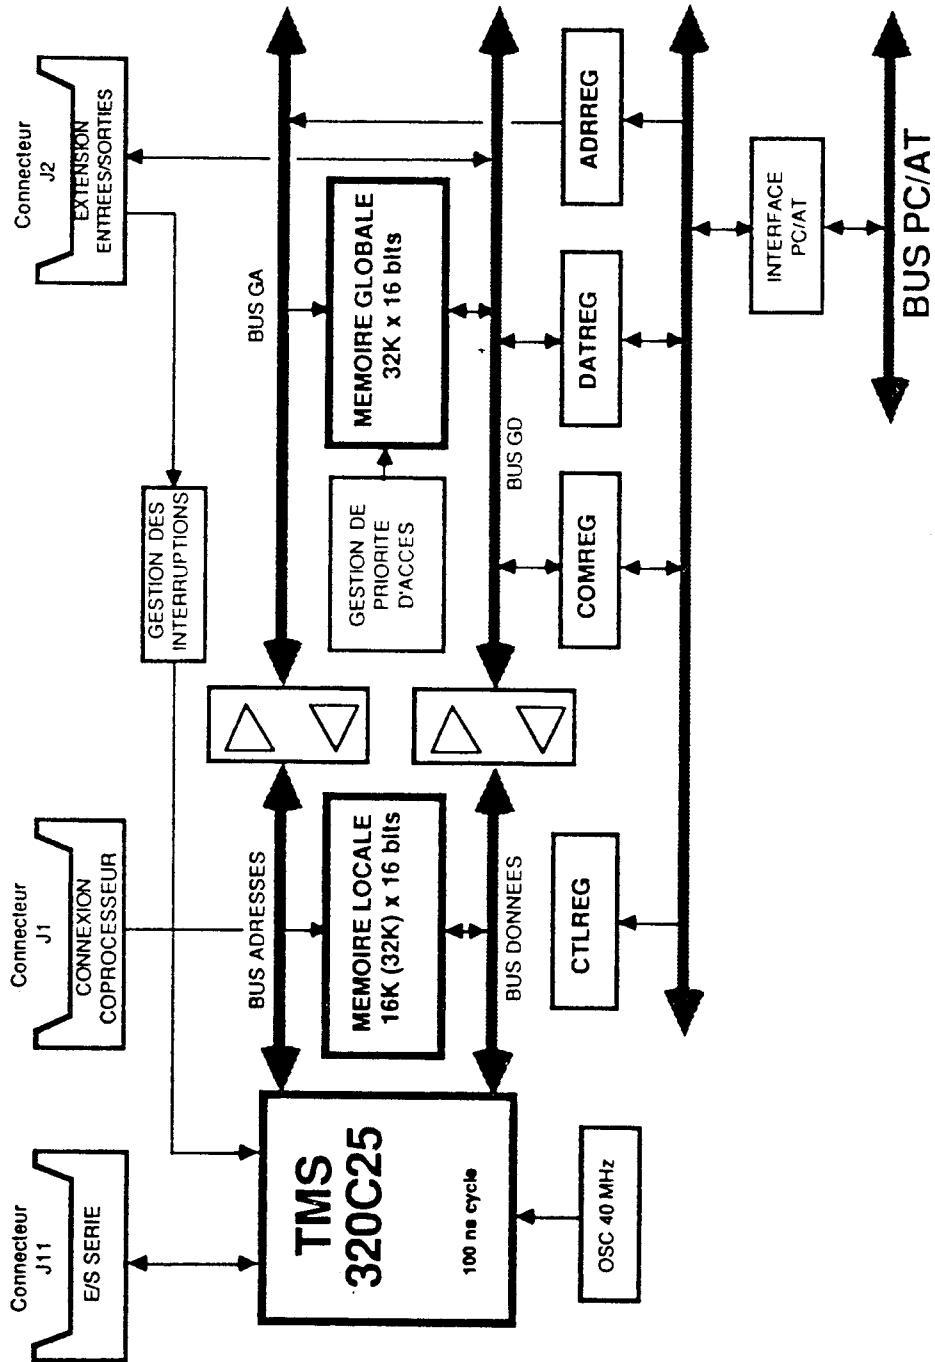 Connecteur
J11
E/S SERIE
Connecteur
J1
CONNEXION
COPROCESSEUR
Connecteur
J2
EXTENSION
ENTREES/SORTIES
GESTION DES
INTERRUPTIONS
TMS
320C25
100 ns cycle
OSC 40 MHz
BUS ADRESSES
MEMOIRE LOCALE
16K (32K) x 16 bits
BUS DONNEES
CTLREG
BUS GA
GESTION DE
PRIORITE
D'ACCES
MEMOIRE GLOBALE
32K x 16 bits
BUS GD
COMREG
DATREG
ADRREG
INTERFACE
PC/AT
BUS PC/AT